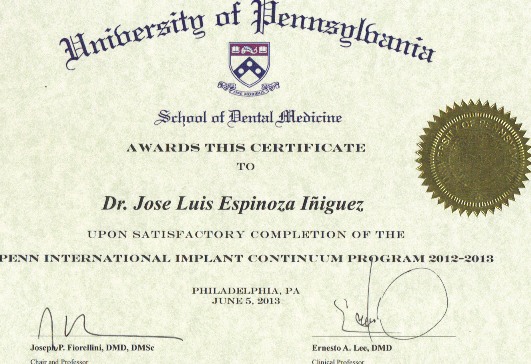 University of Pennsylvania
School of Dental Medicine
AWARDS THIS CERTIFICATE
TO
Dr. Jose Luis Espinoza Iñiguez
UPON SATISFACTORY COMPLETION OF THE
PENN INTERNATIONAL IMPLANT CONTINUUM PROGRAM 2012-2013
PHILADELPHIA, PA
JUNE 5, 2013
Joseph P. Fiorellini, DMD, DMSc
Chair and Professor
Ernesto A. Lee, DMD
Clinical Professor